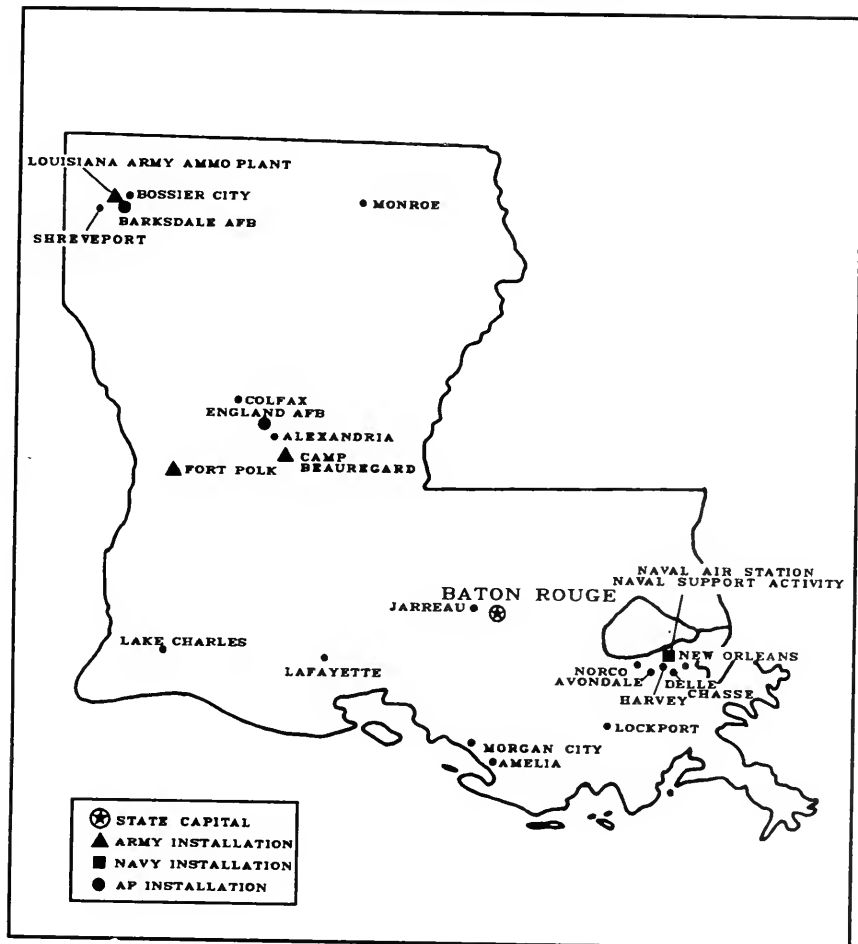 LOUISIANA ARMY AMMO PLANT
BOSSIER CITY
BARKSDALE AFB
SHREVEPORT
MONROE
COLFAX
ENGLAND AFB
ALEXANDRIA
CAMP
BEAUREGARD
FORT POLK
NAVAL AIR STATION
NAVAL SUPPORT ACTIVITY
BATON ROUGE
JARREAU
LAKE CHARLES
LAFAYETTE
NEW ORLEANS
NORCO
AVONDALE
DELLE
CHASSE
HARVEY
LOCKPORT
MORGAN CITY
AMELIA
STATE CAPITAL
ARMY INSTALLATION
NAVY INSTALLATION
AF INSTALLATION